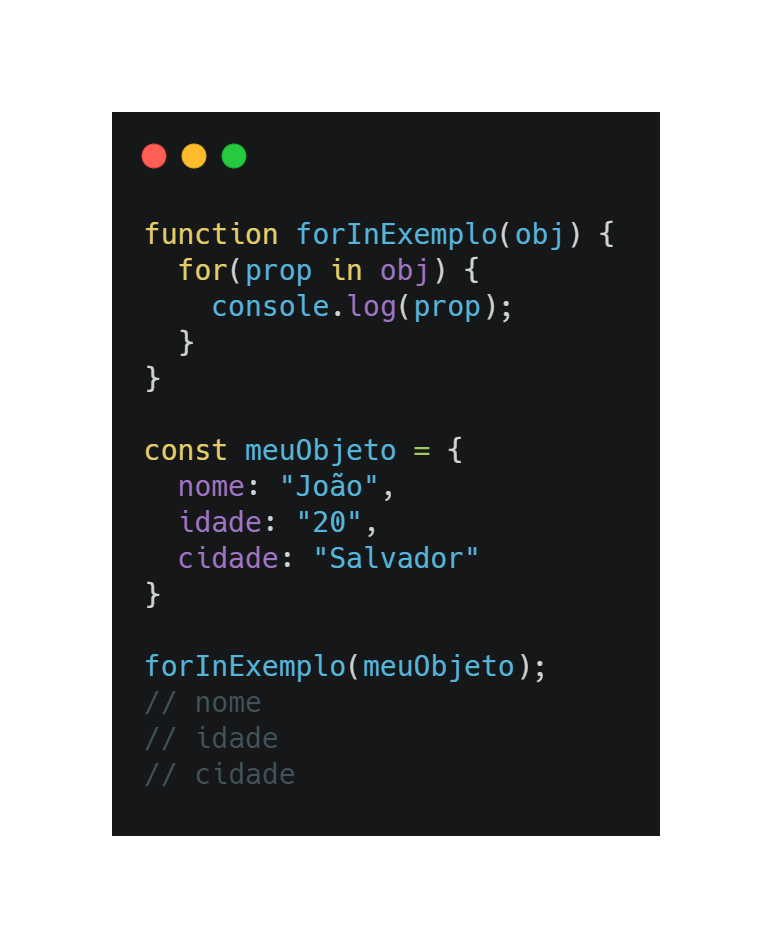 function forInExemplo(obj) {
  for(prop in obj) {
    console.log(prop);
  }
}

const meuObjeto = {
  nome: "João",
  idade: "20",
  cidade: "Salvador"
}

forInExemplo(meuObjeto);
// nome
// idade
// cidade